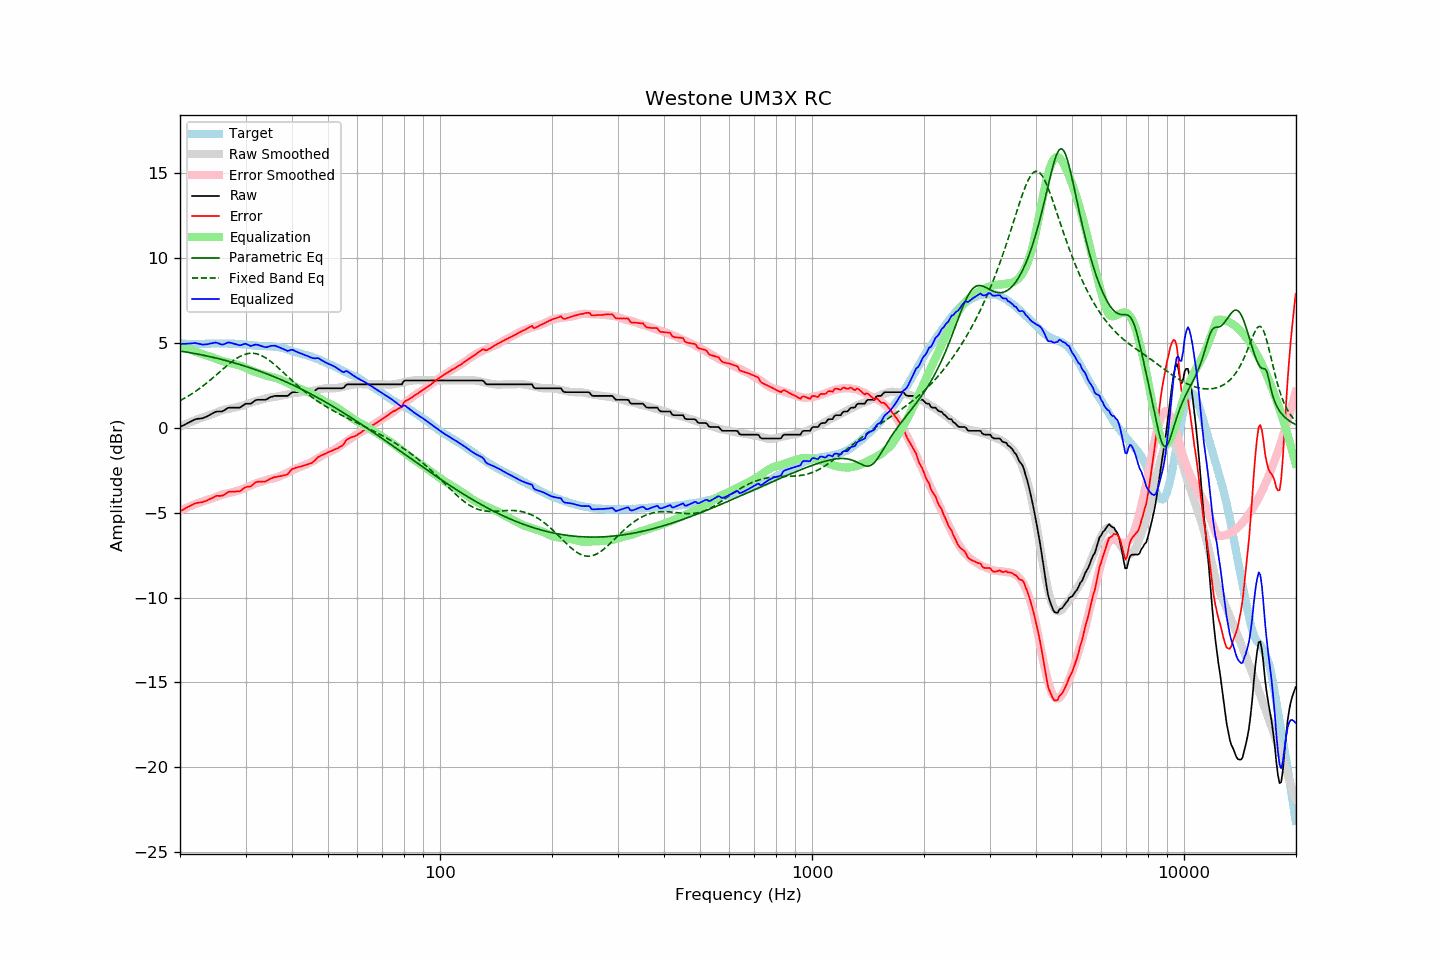 Westone UM3X RC
Target
Raw Smoothed
Error Smoothed
Raw
Error
Equalization
Parametric Eq
Fixed Band Eq
Equalized
Amplitude (dBr)
15
10
5
0
−5
−10
−15
−20
−25
100 1000 10000
Frequency (Hz)